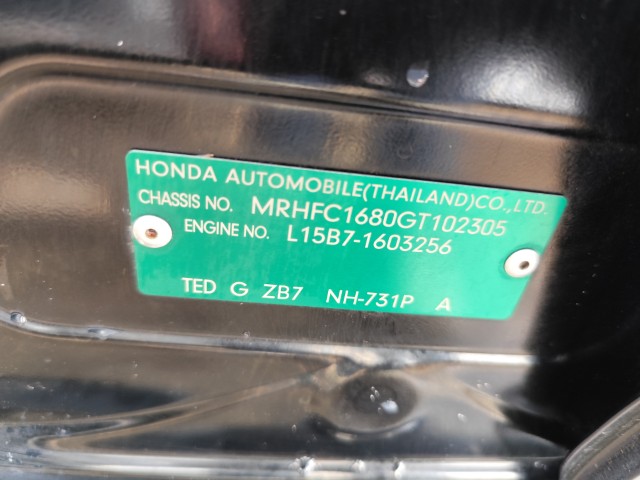 HONDA AUTOMOBILE(THAILAND)CO.,LTD.
CHASSIS NO. MRHFC1680GT102305
ENGINE NO. L15B7-1603256
TED G ZB7 NH-731P A